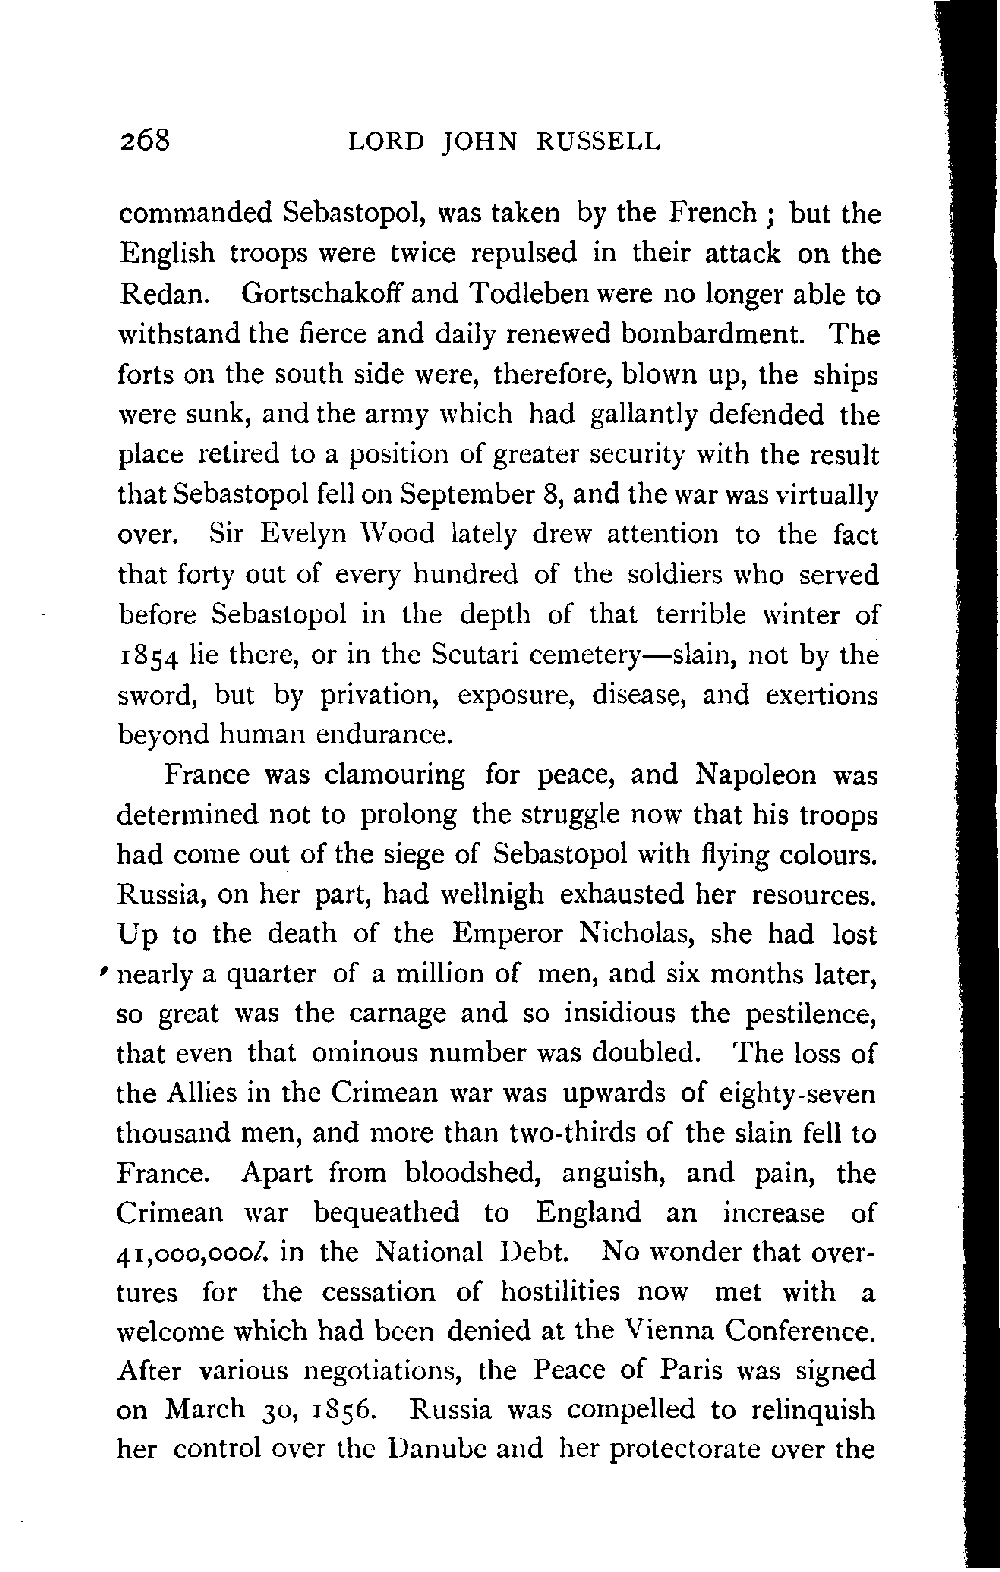 268 LORD JOHN RUSSELL
commanded Sebastopol, was taken by the French ; but the
English troops were twice repulsed in their attack on the
Redan. Gortschakoff and Todleben were no longer able to
withstand the fierce and daily renewed bombardment. The
forts on the south side were, therefore, blown up, the ships
were sunk, and the army which had gallantly defended the
place retired to a position of greater security with the result
that Sebastopol fell on September 8, and the war was virtually
over. Sir Evelyn Wood lately drew attention to the fact
that forty out of every hundred of the soldiers who served
before Sebastopol in the depth of that terrible winter of
1854 lie there, or in the Scutari cemetery—slain, not by the
sword, but by privation, exposure, disease, and exertions
beyond human endurance.
France was clamouring for peace, and Napoleon was
determined not to prolong the struggle now that his troops
had come out of the siege of Sebastopol with flying colours.
Russia, on her part, had wellnigh exhausted her resources.
Up to the death of the Emperor Nicholas, she had lost
nearly a quarter of a million of men, and six months later,
so great was the carnage and so insidious the pestilence,
that even that ominous number was doubled. The loss of
the Allies in the Crimean war was upwards of eighty-seven
thousand men, and more than two-thirds of the slain fell to
France. Apart from bloodshed, anguish, and pain, the
Crimean war bequeathed to England an increase of
41,000,000l. in the National Debt. No wonder that over-
tures for the cessation of hostilities now met with a
welcome which had been denied at the Vienna Conference.
After various negotiations, the Peace of Paris was signed
on March 30, 1856. Russia was compelled to relinquish
her control over the Danube and her protectorate over the